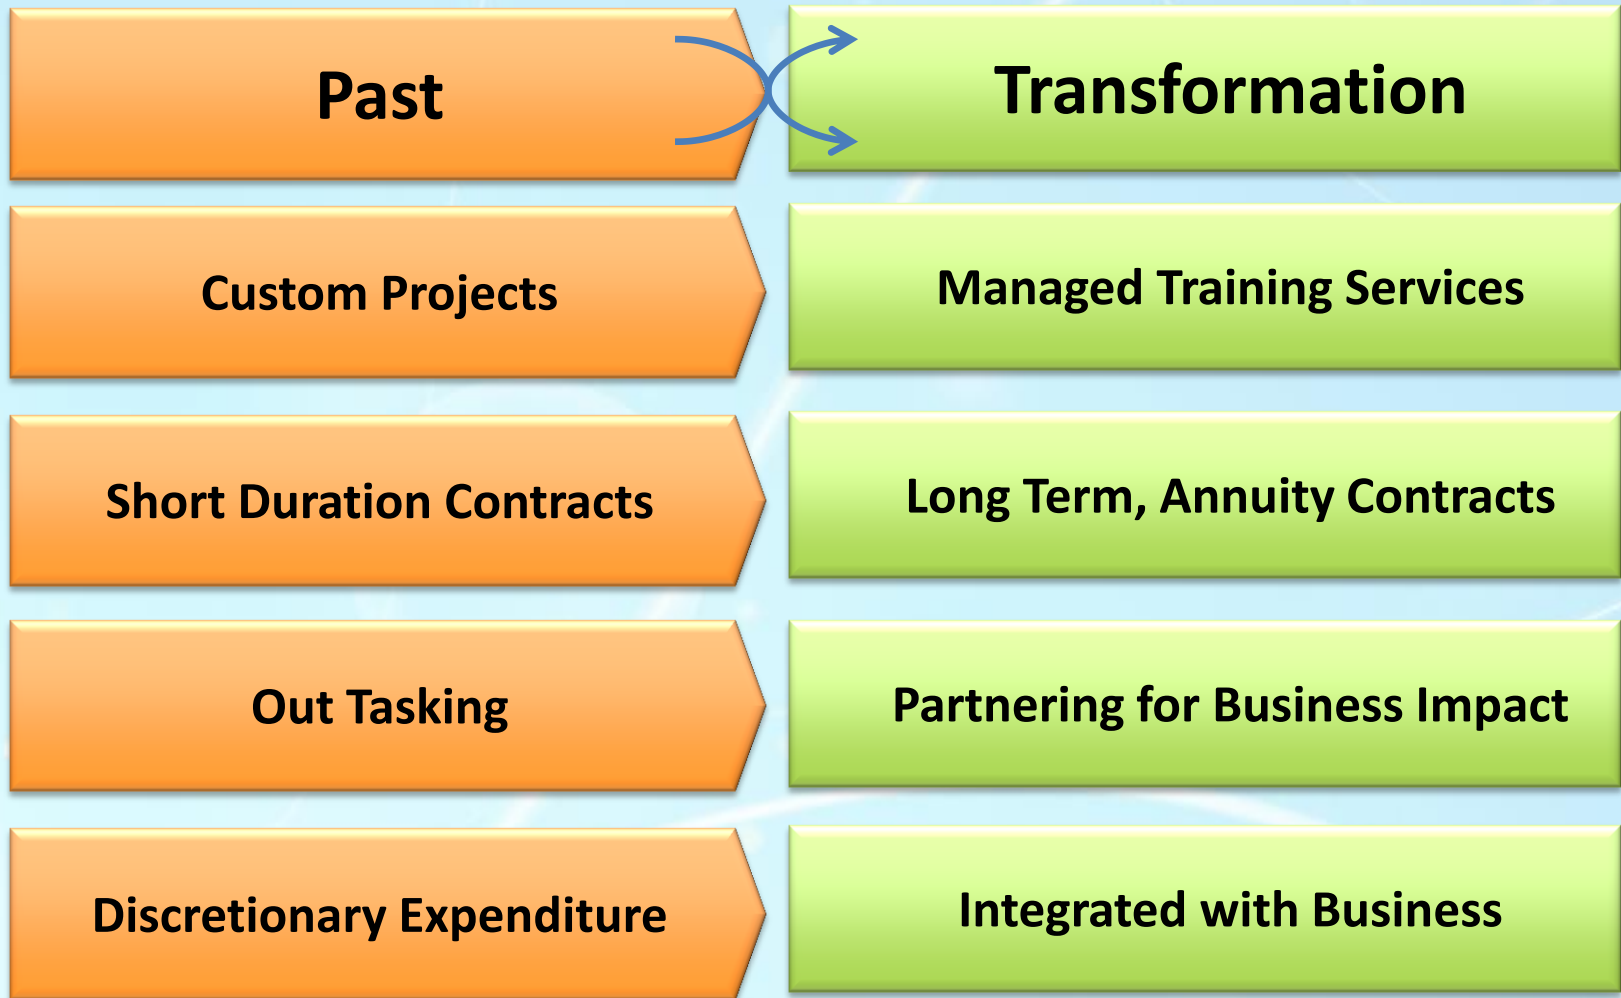 Past
Transformation
Custom Projects
Managed Training Services
Short Duration Contracts
Long Term, Annuity Contracts
Out Tasking
Partnering for Business Impact
Discretionary Expenditure
Integrated with Business